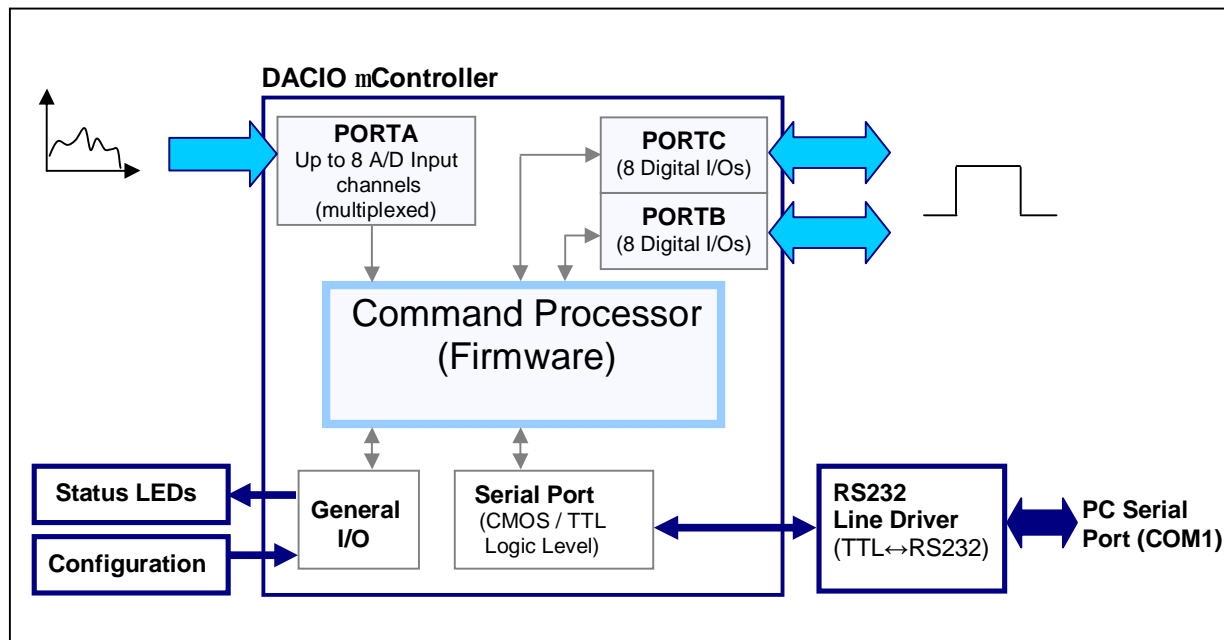 DACIO mController
PORTA
Up to 8 A/D Input
channels
(multiplexed)
PORTC
(8 Digital I/Os)
PORTB
(8 Digital I/Os)
Command Processor
(Firmware)
Status LEDs
Configuration
General
I/O
Serial Port
(CMOS / TTL
Logic Level)
RS232
Line Driver
(TTL↔RS232)
PC Serial
Port (COM1)